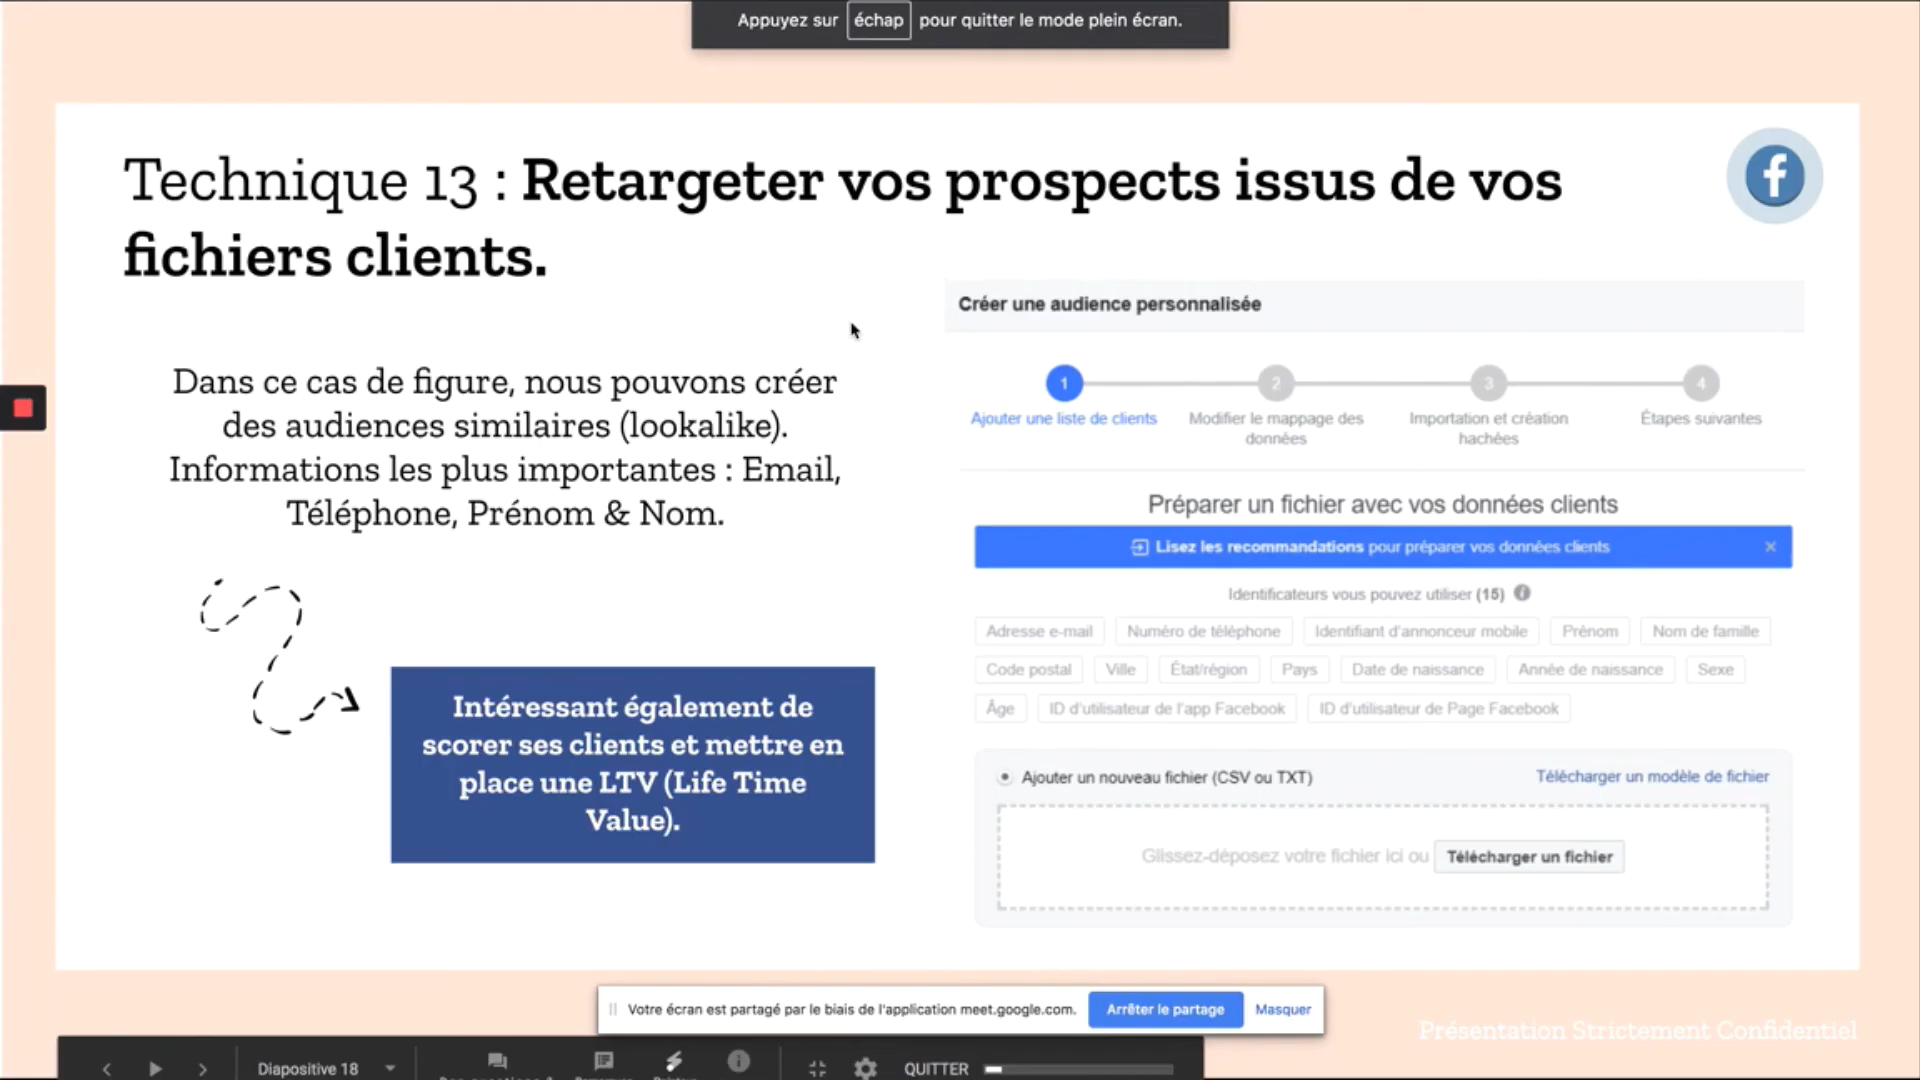 Appuyez sur échap pour quitter le mode plein écran.
Technique 13 : Retargeter vos prospects issus de vos
fichiers clients.
Dans ce cas de figure, nous pouvons créer
des audiences similaires (lookalike).
Informations les plus importantes : Email,
Téléphone, Prénom & Nom.
Intéressant également de
scorer ses clients et mettre en
place une LTV (Life Time
Value).
Créer une audience personnalisée
1 2 3 4
Ajouter une liste de clients
Modifier le mappage des
données
Importation et création
hachées
Étapes suivantes
Préparer un fichier avec vos données clients
Lisez les recommandations pour préparer vos données clients
Identificateurs vous pouvez utiliser (15)
Adresse e-mail Numéro de téléphone Identifiant d'annonceur mobile Prénom Nom de famille
Code postal Ville État/région Pays Date de naissance Année de naissance Sexe
Âge ID d'utilisateur de l'app Facebook ID d'utilisateur de Page Facebook
Ajouter un nouveau fichier (CSV ou TXT) Télécharger un modèle de fichier
Glissez-déposez votre fichier ici ou Télécharger un fichier
Votre écran est partagé par le biais de l'application meet.google.com. Arrêter le partage Masquer
Présentation Strictement Confidentiel
Diapositive 18 QUITTER